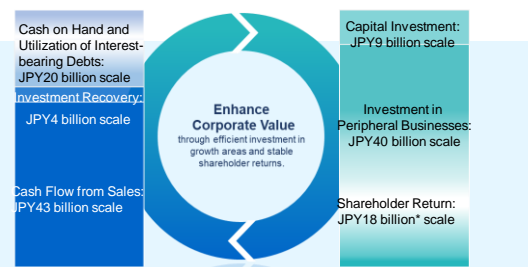 Cash on Hand and
Utilization of Interest-
bearing Debts:
JPY20 billion scale
Investment Recovery:
JPY4 billion scale
Cash Flow from Sales:
JPY43 billion scale
Enhance
Corporate Value
through efficient investment in
growth areas and stable
shareholder returns.
Capital Investment:
JPY9 billion scale
Investment in
Peripheral Businesses:
JPY40 billion scale
Shareholder Return:
JPY18 billion* scale